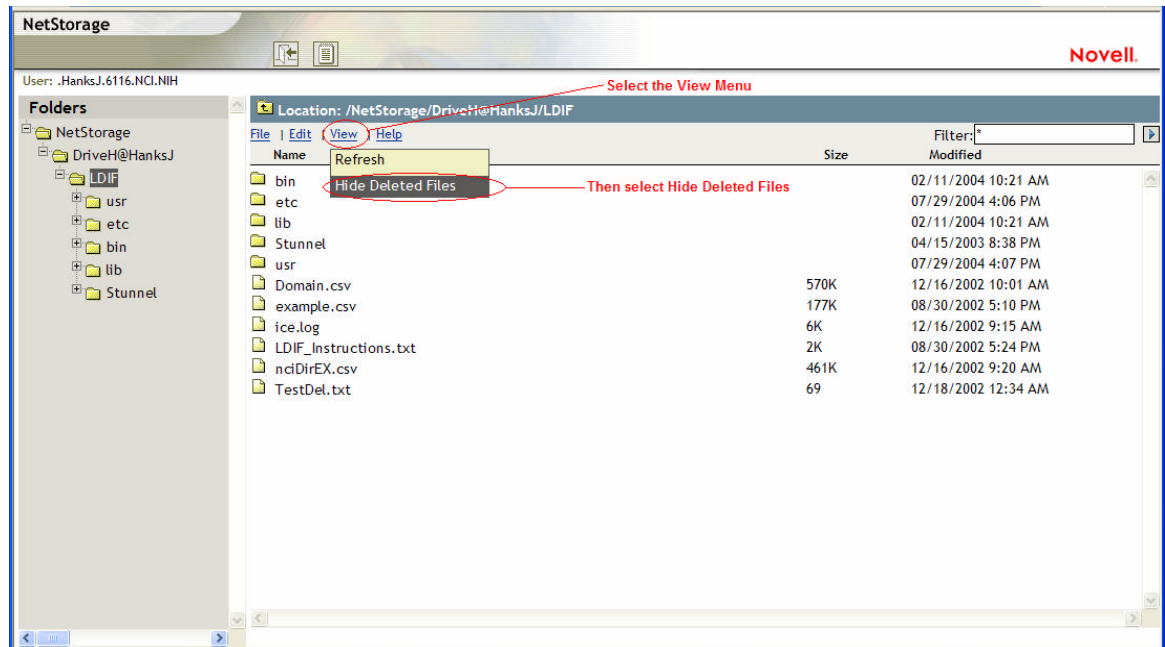 NetStorage
Novell.
User: .HanksJ.6116.NCI.NIH
Select the View Menu
Folders
Location: /NetStorage/DriveH@HanksJ/LDIF
NetStorage
File | Edit | View | Help
Filter:*
DriveH@HanksJ
Name Size Modified
Refresh
Hide Deleted Files
Then select Hide Deleted Files
LDIF
usr
etc
bin
lib
Stunnel
bin 02/11/2004 10:21 AM
etc 07/29/2004 4:06 PM
lib 02/11/2004 10:21 AM
Stunnel 04/15/2003 8:38 PM
usr 07/29/2004 4:07 PM
Domain.csv 570K 12/16/2002 10:01 AM
example.csv 177K 08/30/2002 5:10 PM
ice.log 6K 12/16/2002 9:15 AM
LDIF_Instructions.txt 2K 08/30/2002 5:24 PM
nciDirEX.csv 461K 12/16/2002 9:20 AM
TestDel.txt 69 12/18/2002 12:34 AM